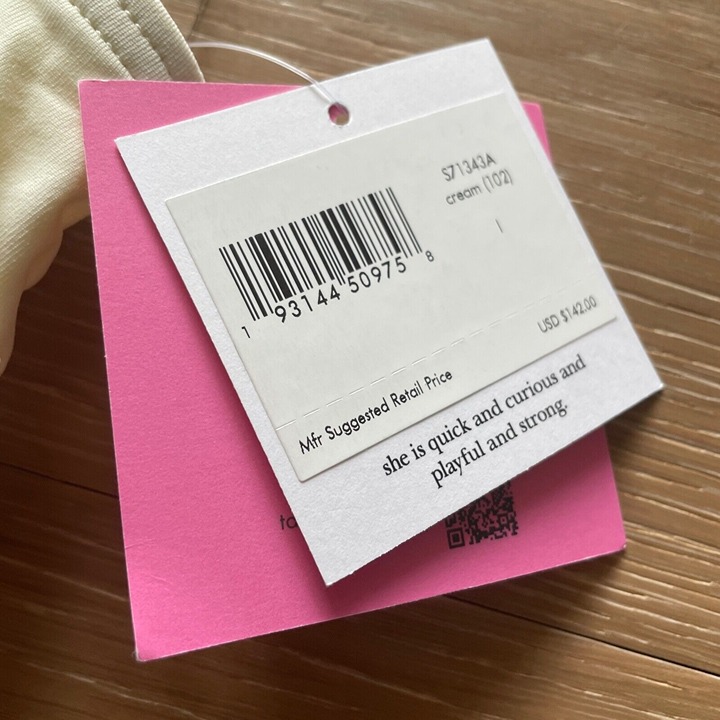 S71343A
cream (102)
1 93144 50975 8
USD $142.00
Mfr Suggested Retail Price
she is quick and curious and
playful and strong.